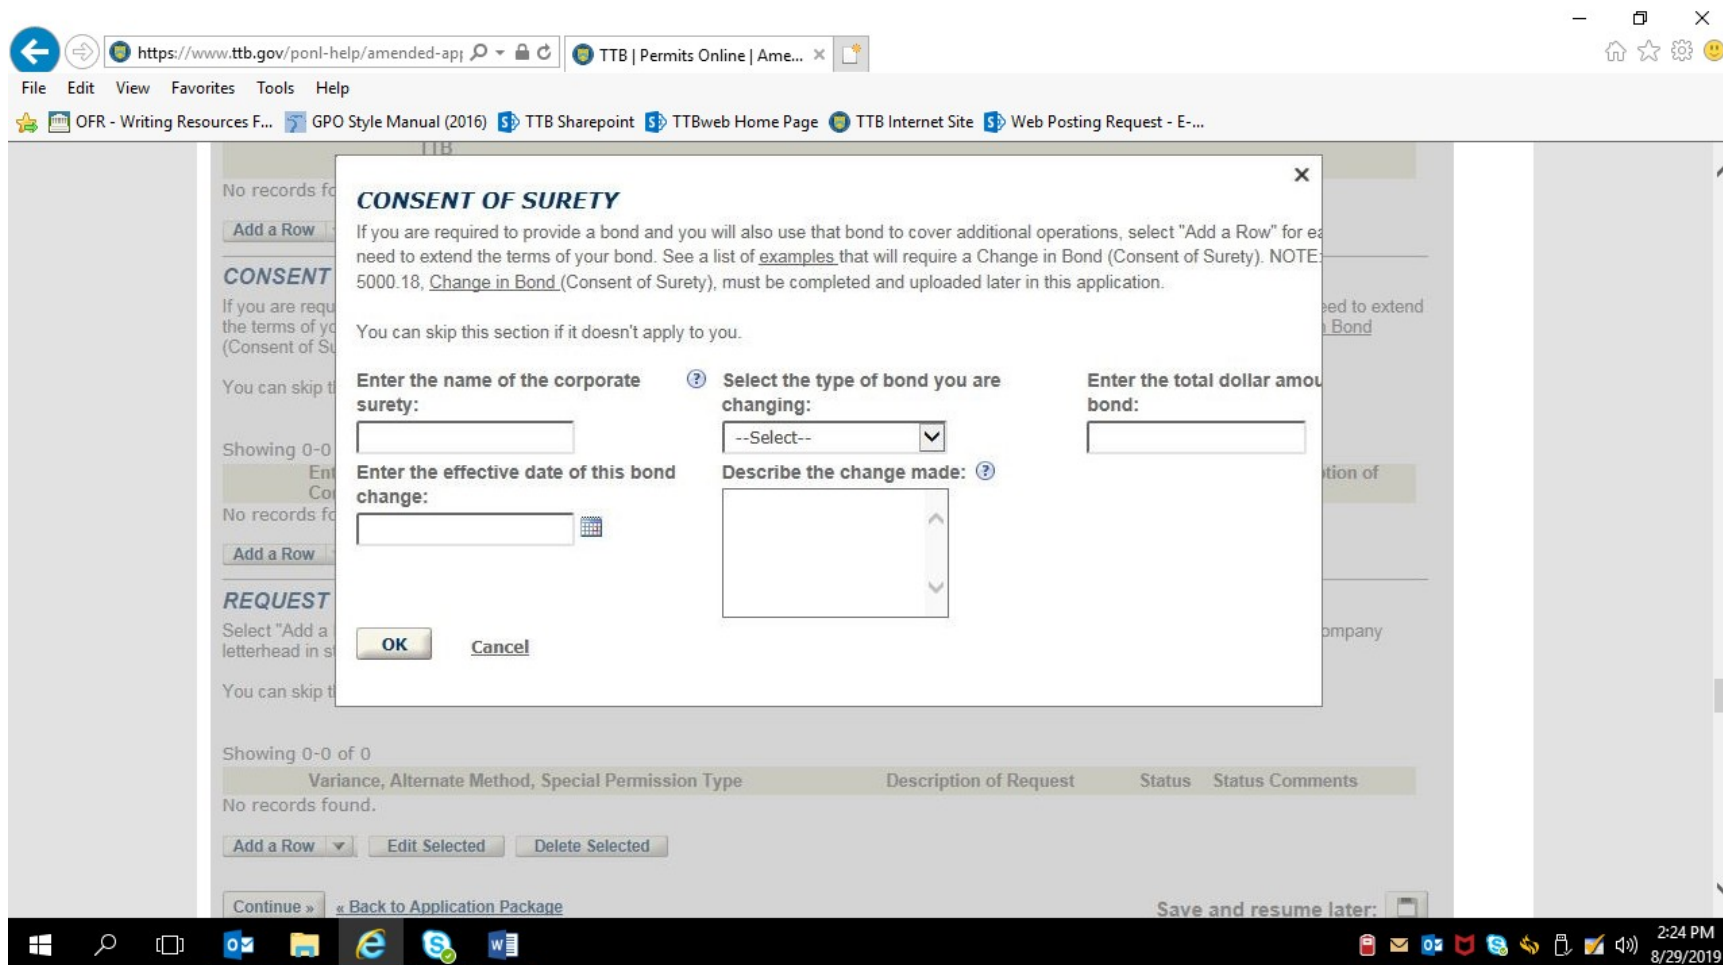 https://www.ttb.gov/ponl-help/amended-ap
TTB | Permits Online | Ame...
File Edit View Favorites Tools Help
OFR - Writing Resources F... GPO Style Manual (2016) TTB Sharepoint TTBweb Home Page TTB Internet Site Web Posting Request - E-...
TTB
No records fo
Add a Row
CONSENT
If you are requ
the terms of yo
(Consent of Su
You can skip t
Showing 0-0
Ent
Cor
No records fo
Add a Row
REQUEST
Select "Add a
letterhead in s
You can skip t
CONSENT OF SURETY
If you are required to provide a bond and you will also use that bond to cover additional operations, select "Add a Row" for ea
need to extend the terms of your bond. See a list of examples that will require a Change in Bond (Consent of Surety). NOTE:
5000.18, Change in Bond (Consent of Surety), must be completed and uploaded later in this application.
You can skip this section if it doesn't apply to you.
Enter the name of the corporate
surety:
Select the type of bond you are
changing:
--Select--
Enter the total dollar amou
bond:
Enter the effective date of this bond
change:
Describe the change made:
OK Cancel
eed to extend
Bond
tion of
ompany
Showing 0-0 of 0
Variance, Alternate Method, Special Permission Type Description of Request Status Status Comments
No records found.
Add a Row Edit Selected Delete Selected
Continue » « Back to Application Package Save and resume later:
2:24 PM
8/29/2019